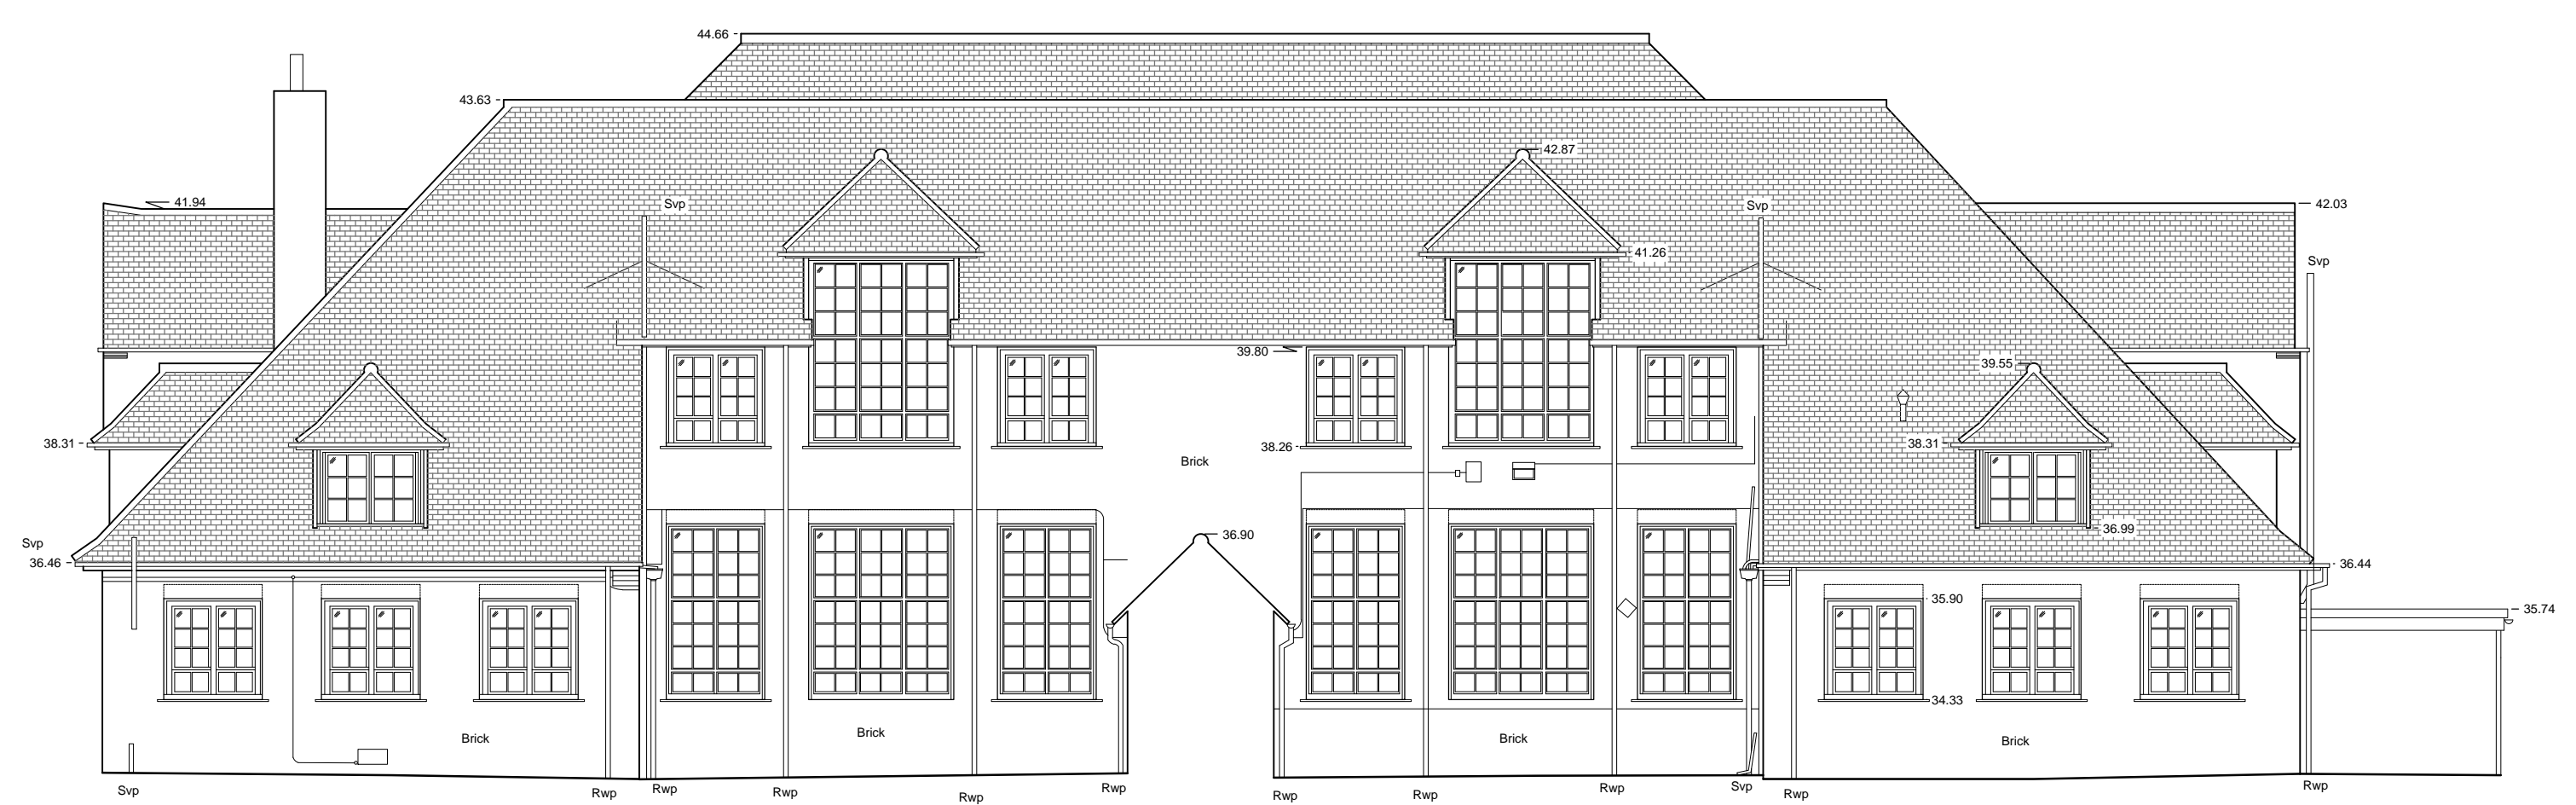 44.66
43.63
42.87
41.94
Svp
Svp
42.03
41.26
Svp
39.80
39.55
38.31
38.26
38.31
Brick
36.99
36.90
Svp
36.46
36.44
35.90
35.74
34.33
Brick
Brick
Brick
Brick
Svp
Rwp
Rwp
Rwp
Rwp
Rwp
Rwp
Rwp
Rwp
Svp
Rwp
Rwp